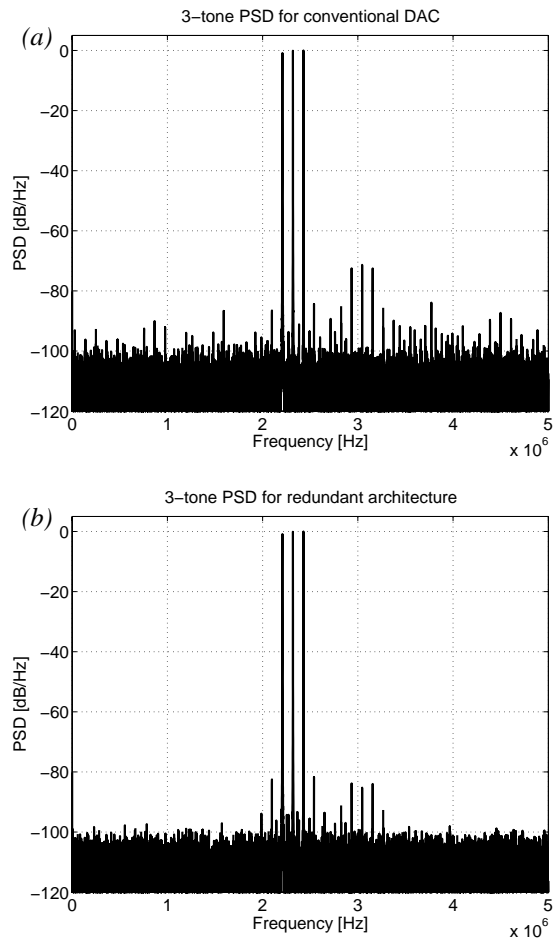 3−tone PSD for conventional DAC
(a)
0
−20
−40
−60
−80
−100
−120
PSD [dB/Hz]
0 1 2 3 4 5
Frequency [Hz]
x 10^6
3−tone PSD for redundant architecture
(b)
0
−20
−40
−60
−80
−100
−120
PSD [dB/Hz]
0 1 2 3 4 5
Frequency [Hz]
x 10^6